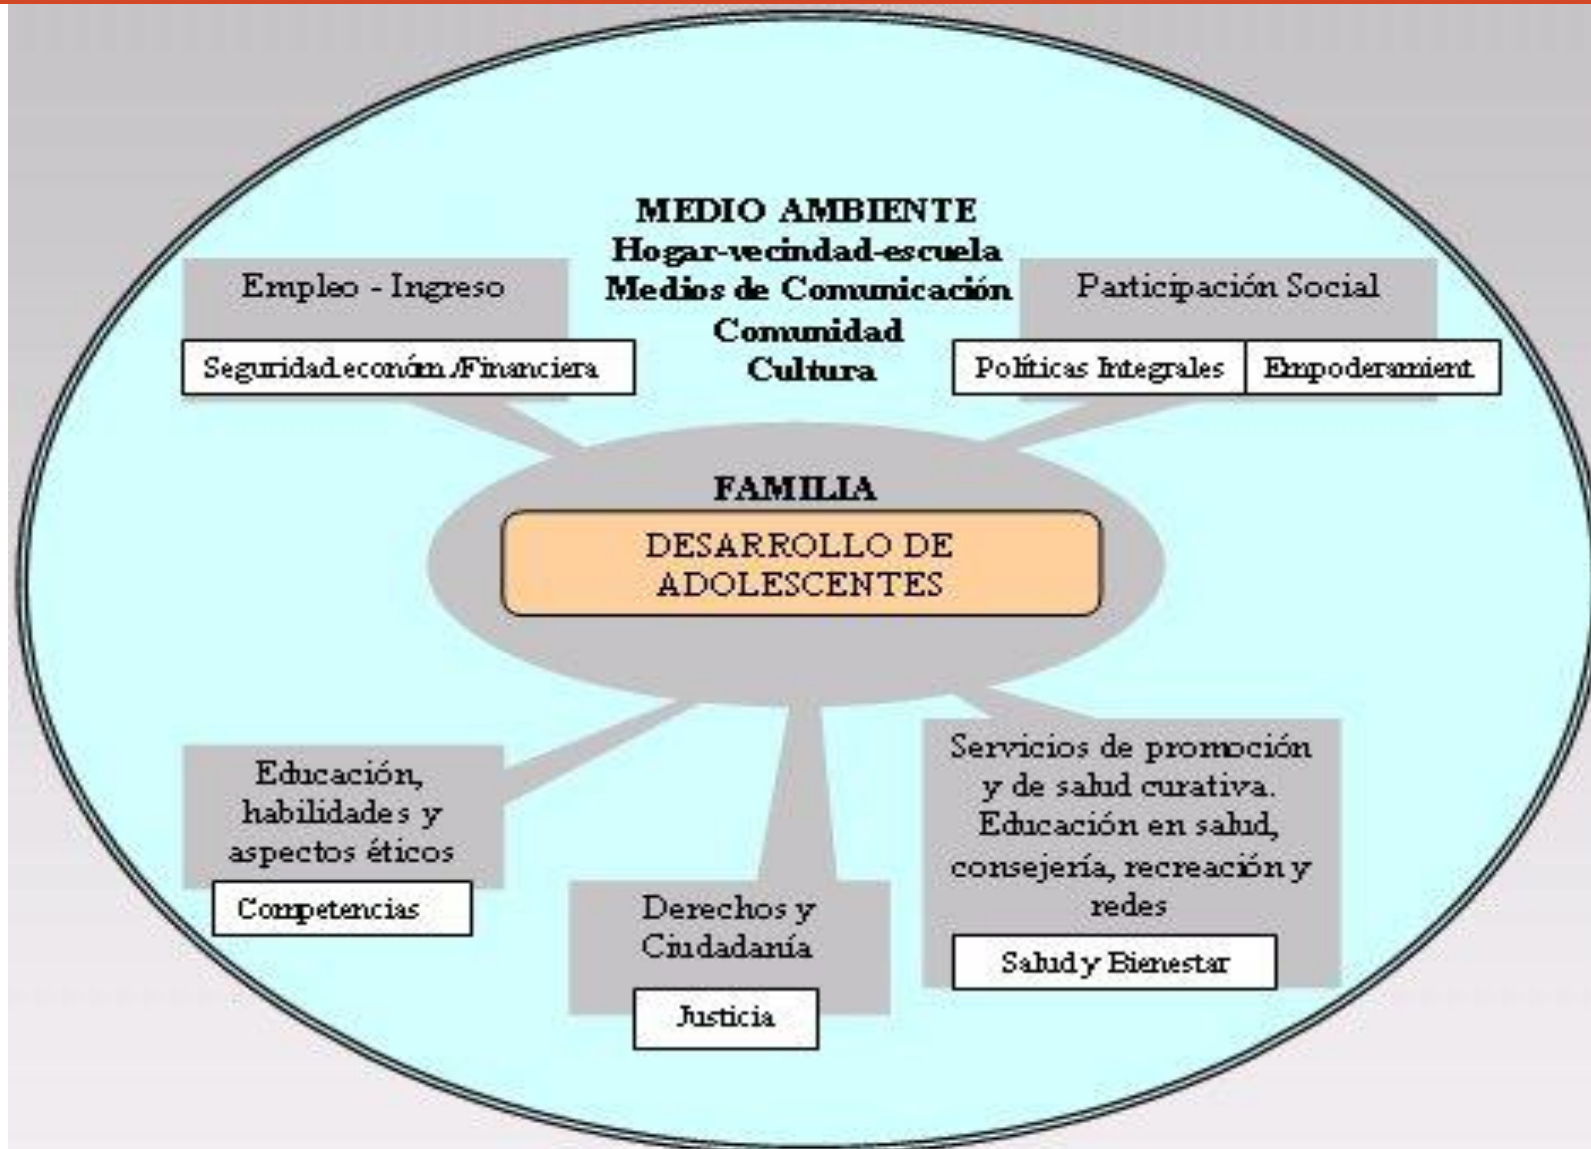 MEDIO AMBIENTE
Hogar-vecindad-escuela
Medios de Comunicación
Comunidad
Cultura
Empleo - Ingreso
Seguridad económ./Financiera
Participación Social
Políticas Integrales
Empoderamient
FAMILIA
DESARROLLO DE
ADOLESCENTES
Educación,
habilidades y
aspectos éticos
Competencias
Derechos y
Ciudadanía
Justicia
Servicios de promoción
y de salud curativa.
Educación en salud,
consejería, recreación y
redes
Salud y Bienestar